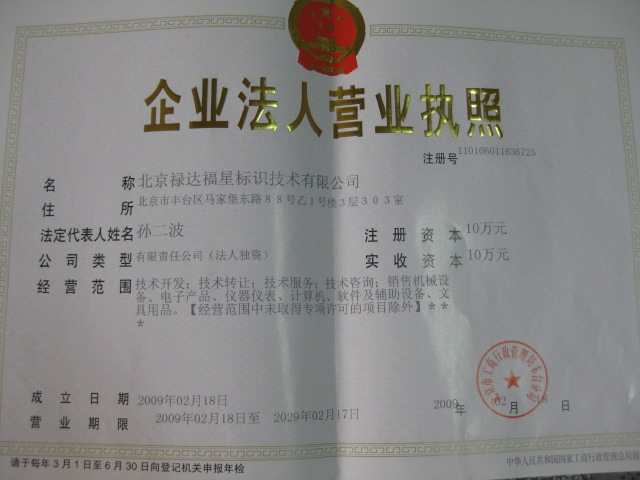 企业法人营业执照
注册号 110106011636725
名称 北京禄达福星标识技术有限公司
住所 北京市丰台区马家堡东路88号乙1号楼3层303室
法定代表人姓名 孙二波
注册资本 10万元
公司类型 有限责任公司（法人独资）
实收资本 10万元
经营范围 技术开发；技术转让；技术服务；技术咨询；销售机械设
备、电子产品、仪器仪表、计算机、软件及辅助设备、文
具用品。【经营范围中未取得专项许可的项目除外】**
*
成立日期 2009年02月18日
营业期限 2009年02月18日至 2029年02月17日
2009年 02月 18日
请于每年3月1日至6月30日向登记机关申报年检
中华人民共和国国家工商行政管理总局制